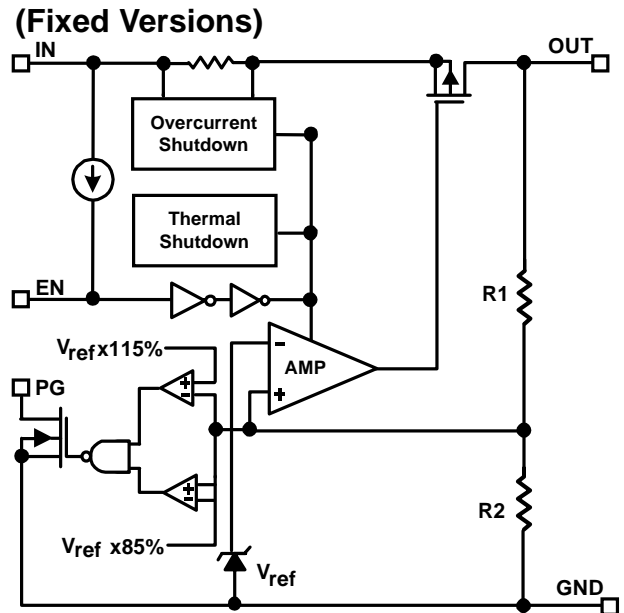 (Fixed Versions)
IN
OUT
Overcurrent
Shutdown
Thermal
Shutdown
EN
R1
Vref x115%
-
AMP
+
PG
+
-
+
-
R2
Vref x85%
Vref
GND